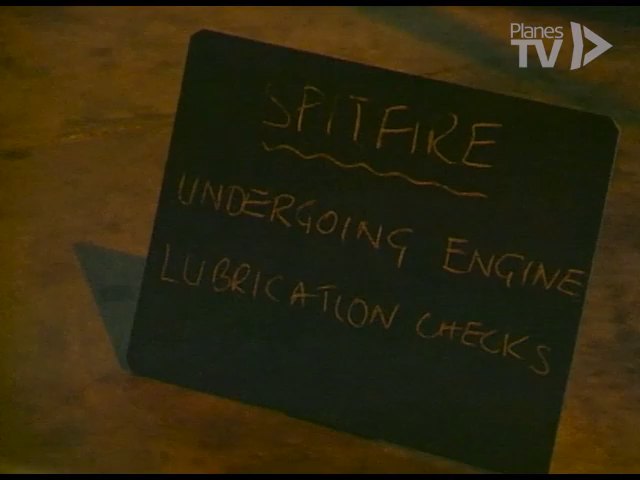 Planes
TV
SPITFIRE
UNDERGOING ENGINE
LUBRICATION CHECKS